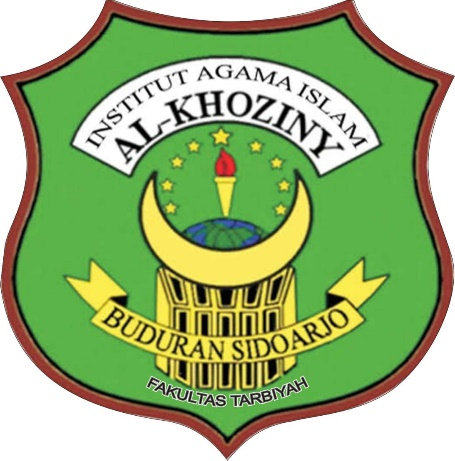 INSTITUT AGAMA ISLAM
AL-KHOZINY
BUDURAN SIDOARJO
FAKULTAS TARBIYAH